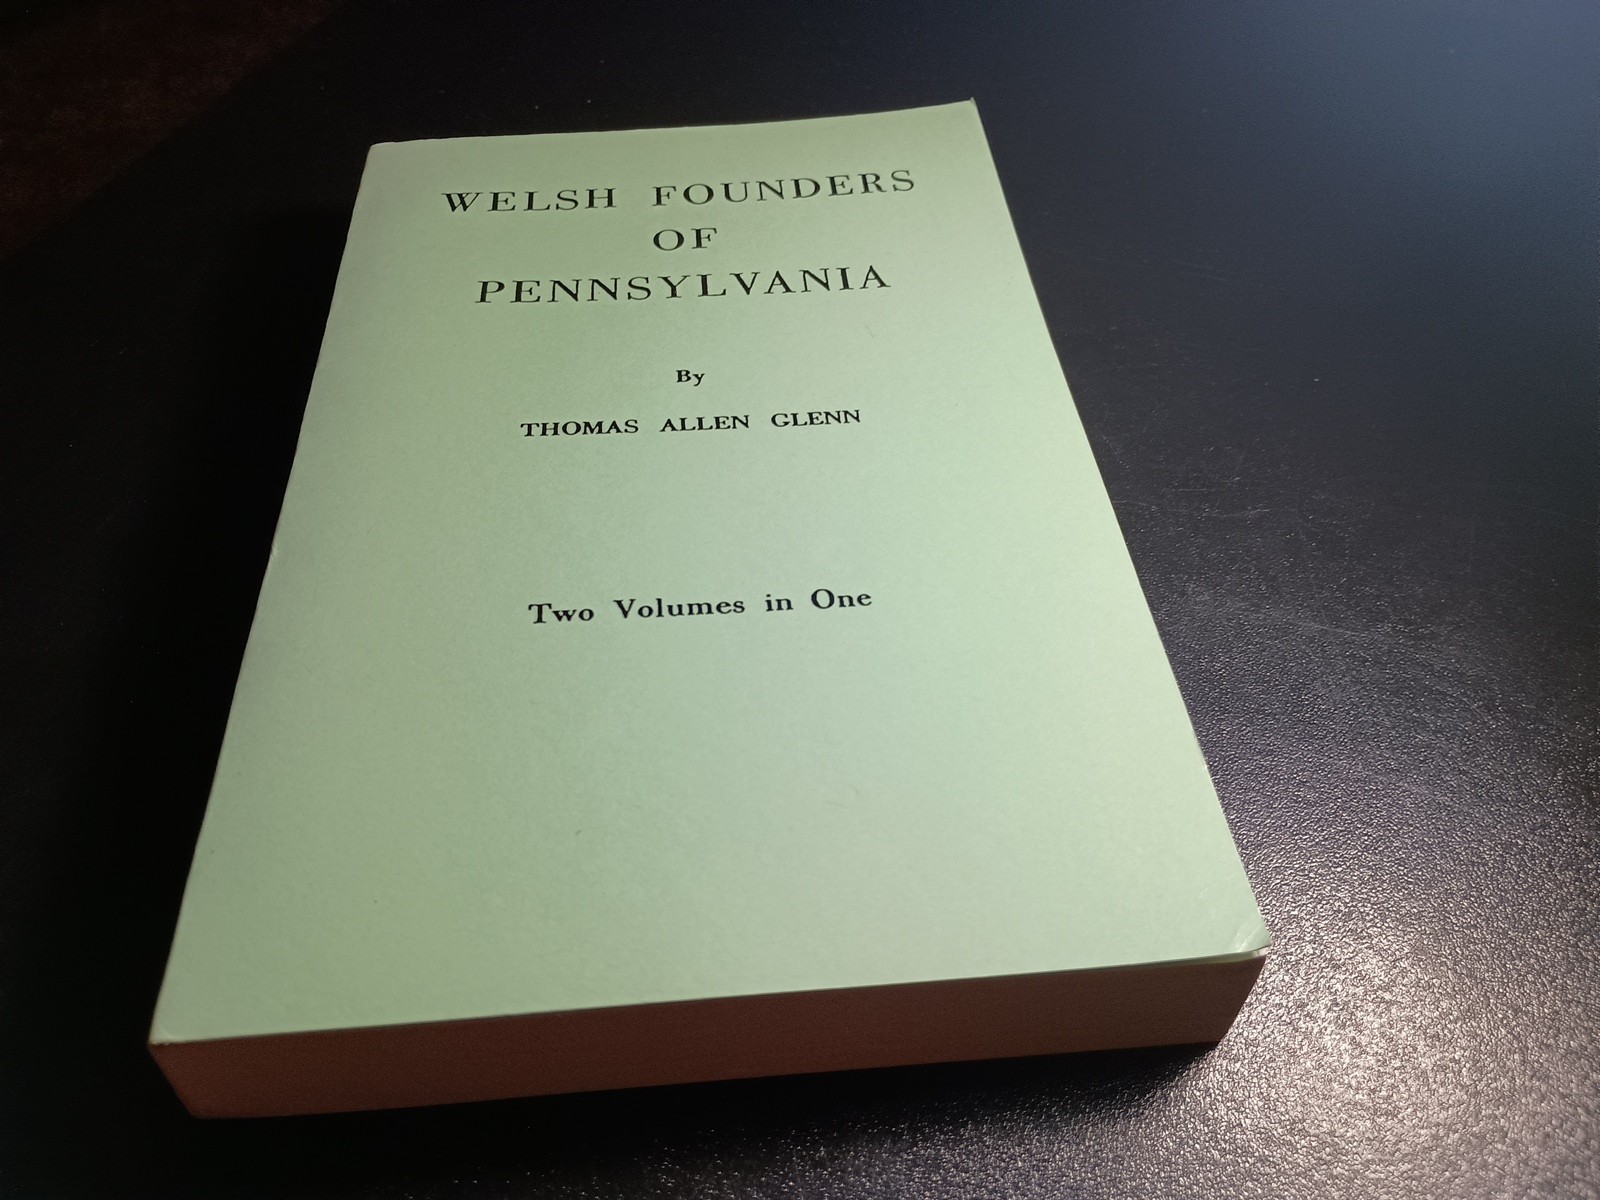 WELSH FOUNDERS
OF
PENNSYLVANIA
By
THOMAS ALLEN GLENN
Two Volumes in One